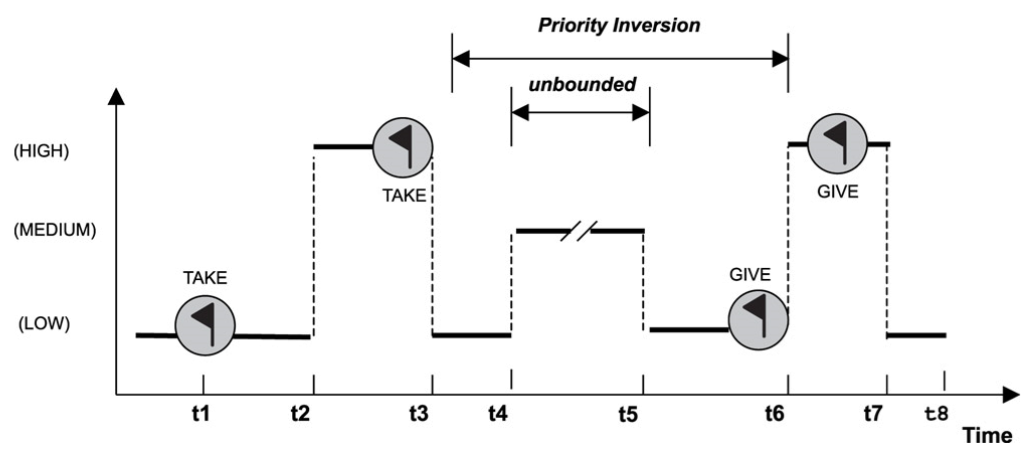 Priority Inversion
unbounded
(HIGH)
TAKE
GIVE
(MEDIUM)
TAKE
GIVE
(LOW)
t1 t2 t3 t4 t5 t6 t7 t8
Time